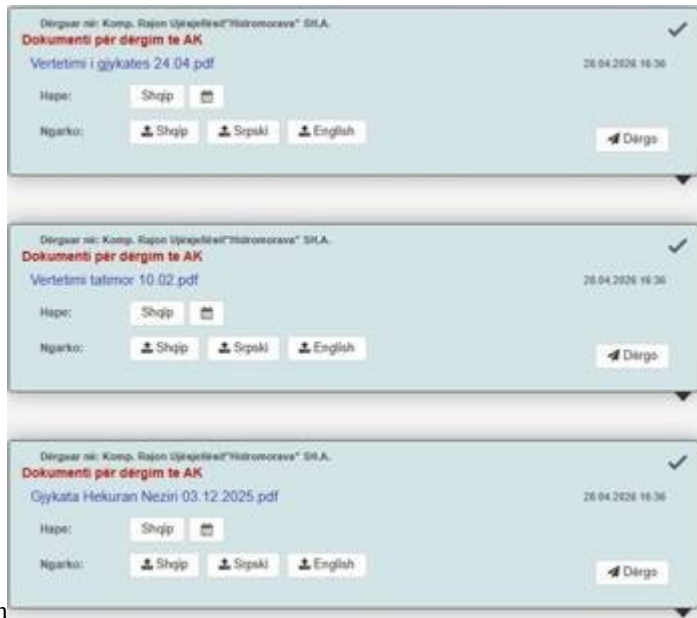 Dërguar në: Komp. Rajon Ujësjellësit"Hidromorava" SH.A.
Dokumenti për dërgim te AK
Vertetimi i gjykates 24.04.pdf
28.04.2026 16:36
Hape: Shqip
Ngarko: Shqip Srpski English
Dërgo
Dërguar në: Komp. Rajon Ujësjellësit"Hidromorava" SH.A.
Dokumenti për dërgim te AK
Vertetimi tatimor 10.02.pdf
28.04.2026 16:36
Hape: Shqip
Ngarko: Shqip Srpski English
Dërgo
Dërguar në: Komp. Rajon Ujësjellësit"Hidromorava" SH.A.
Dokumenti për dërgim te AK
Gjykata Hekuran Neziri 03.12.2025.pdf
28.04.2026 16:36
Hape: Shqip
Ngarko: Shqip Srpski English
Dërgo